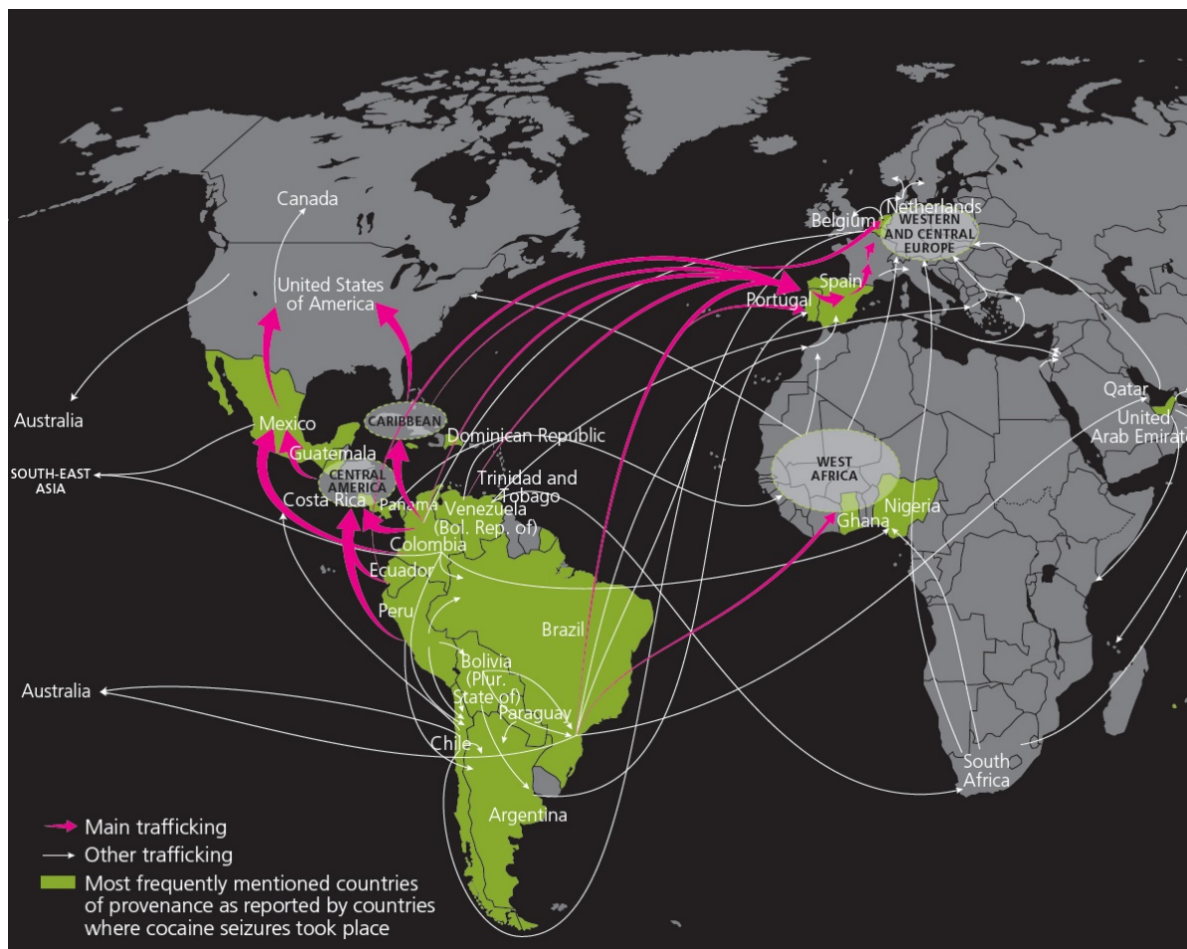 Canada
United States
of America
Australia
SOUTH-EAST
ASIA
Mexico
Guatemala
CENTRAL
AMERICA
Costa Rica
Panama
CARIBBEAN
Dominican Republic
Trinidad and
Tobago
Venezuela
(Bol. Rep. of)
Colombia
Ecuador
Peru
Brazil
Bolivia
(Plur.
State of)
Paraguay
Chile
Argentina
Australia
Netherlands
Belgium
WESTERN
AND CENTRAL
EUROPE
Spain
Portugal
WEST
AFRICA
Ghana
Nigeria
Qatar
United
Arab Emirate
South
Africa
Main trafficking
Other trafficking
Most frequently mentioned countries
of provenance as reported by countries
where cocaine seizures took place